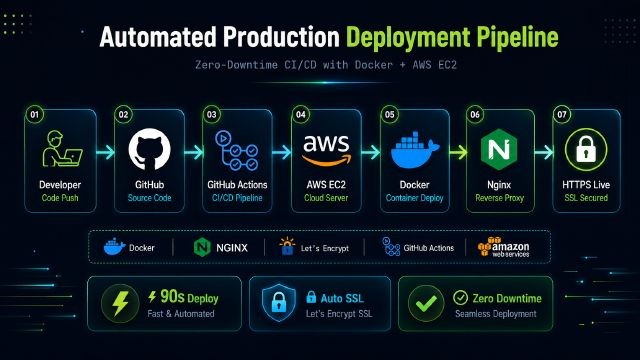 Automated Production Deployment Pipeline
Zero-Downtime CI/CD with Docker + AWS EC2
01
Developer
Code Push
02
GitHub
Source Code
03
GitHub Actions
CI/CD Pipeline
04
aws
AWS EC2
Cloud Server
05
Docker
Container Deploy
06
N
Nginx
Reverse Proxy
07
HTTPS Live
SSL Secured
Docker
N
NGINX
Let's Encrypt
GitHub Actions
amazon
web services
90s Deploy
Fast & Automated
Auto SSL
Let's Encrypt SSL
Zero Downtime
Seamless Deployment